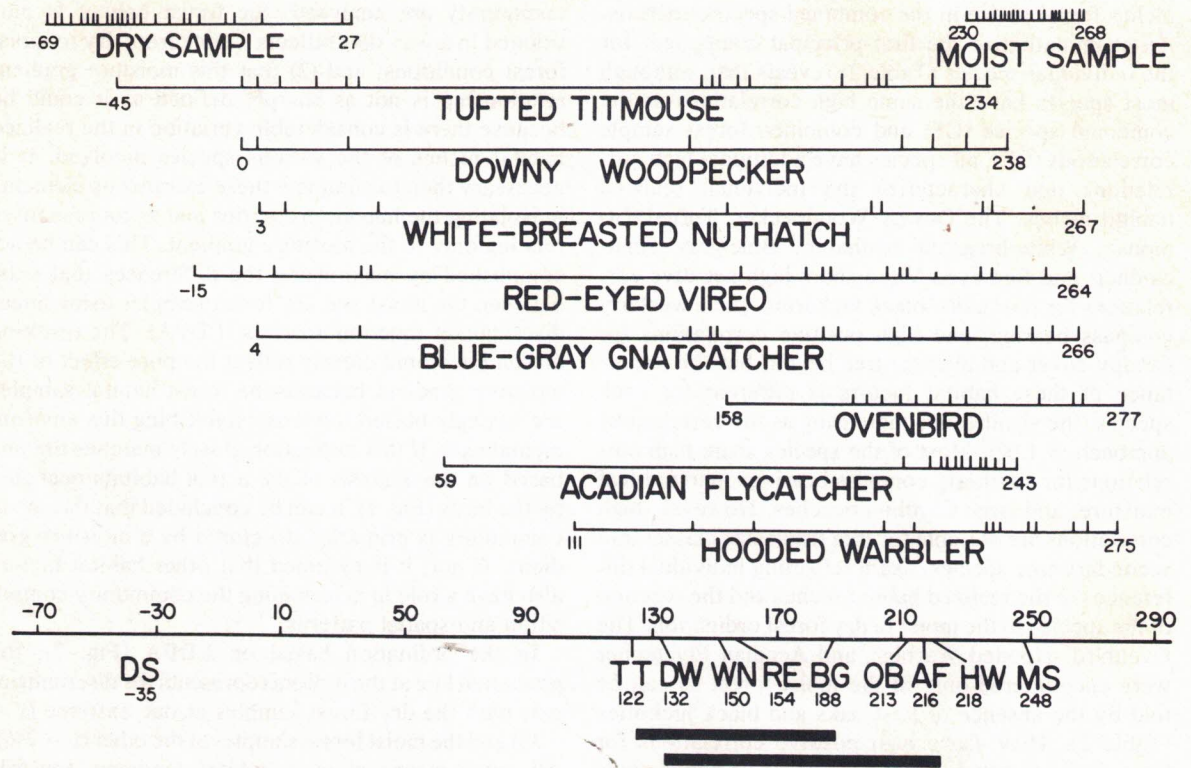 230 268
-69 DRY SAMPLE 27 MOIST SAMPLE
-45 TUFTED TITMOUSE 234
0 DOWNY WOODPECKER 238
3 WHITE-BREASTED NUTHATCH 267
-15 RED-EYED VIREO 264
4 BLUE-GRAY GNATCATCHER 266
158 OVENBIRD 277
59 ACADIAN FLYCATCHER 243
111 HOODED WARBLER 275
-70 -30 10 50 90 130 170 210 250 290
DS TT DW WN RE BG OB AF HW MS
-35 122 132 150 154 188 213 216 218 248